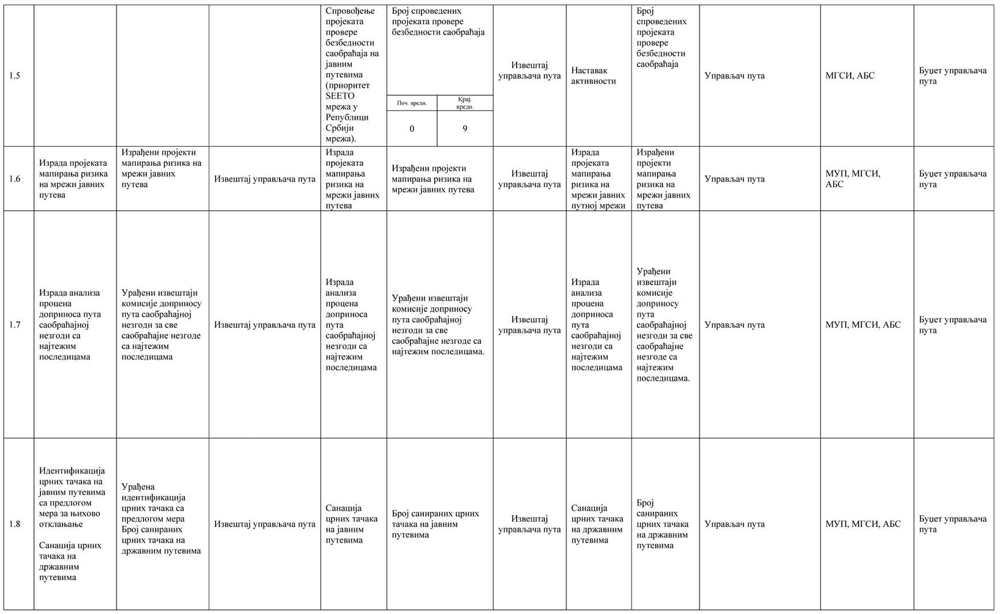 1.5
Спровођење
пројеката
провере
безбедности
саобраћаја на
јавним
путевима
(приоритет
SEETO
мрежа у
Републици
Србији
мрежа).
Број спроведених
пројеката провере
безбедности саобраћаја
Поч. вредн.
Крај.
вредн.
0
9
Извештај
управљача пута
Наставак
активности
Број
спроведених
пројеката
провере
безбедности
саобраћаја
Управљач пута
МГСИ, АБС
Буџет управљача
пута
1.6
Израда пројеката
мапирања ризика
на мрежи јавних
путева
Израђени пројекти
мапирања ризика на
мрежи јавних
путева
Извештај управљача пута
Израда
пројеката
мапирања
ризика на
мрежи јавних
путева
Израђени пројекти
мапирања ризика на
мрежи јавних путева
Извештај
управљача пута
Израда
пројеката
мапирања
ризика на
мрежи јавних
путној мрежи
Израђени
пројекти
мапирања
ризика на
мрежи јавних
путева
Управљач пута
МУП, МГСИ,
АБС
Буџет управљача
пута
1.7
Израда анализа
процена
доприноса пута
саобраћајној
незгоди са
најтежим
последицама
Урађени извештаји
комисије доприносу
пута саобраћајној
незгоди за све
саобраћајне незгоде
са најтежим
последицама
Извештај управљача пута
Израда
анализа
процена
доприноса
пута
саобраћајној
незгоди са
најтежим
последицама
Урађени извештаји
комисије доприносу
пута саобраћајној
незгоди за све
саобраћајне незгоде са
најтежим последицама.
Извештај
управљача пута
Израда
анализа
процена
доприноса
пута
саобраћајној
незгоди са
најтежим
последицама
Урађени
извештаји
комисије
доприносу
пута
саобраћајној
незгоди за све
саобраћајне
незгоде са
најтежим
последицама.
Управљач пута
МУП, МГСИ, АБС
Буџет управљача
пута
1.8
Идентификација
црних тачака на
јавним путевима
са предлогом
мера за њихово
отклањање
Санација црних
тачака на
државним
путевима
Урађена
идентификација
црних тачака са
предлогом мера
Број санираних
црних тачака на
државним путевима
Извештај управљача пута
Санација
црних тачака
на јавним
путевима
Број санираних црних
тачака на јавним
путевима
Извештај
управљача пута
Санација
црних тачака
на државним
путевима
Број
санираних
црних тачака
на државним
путевима
Управљач пута
МУП, МГСИ, АБС
Буџет управљача
пута